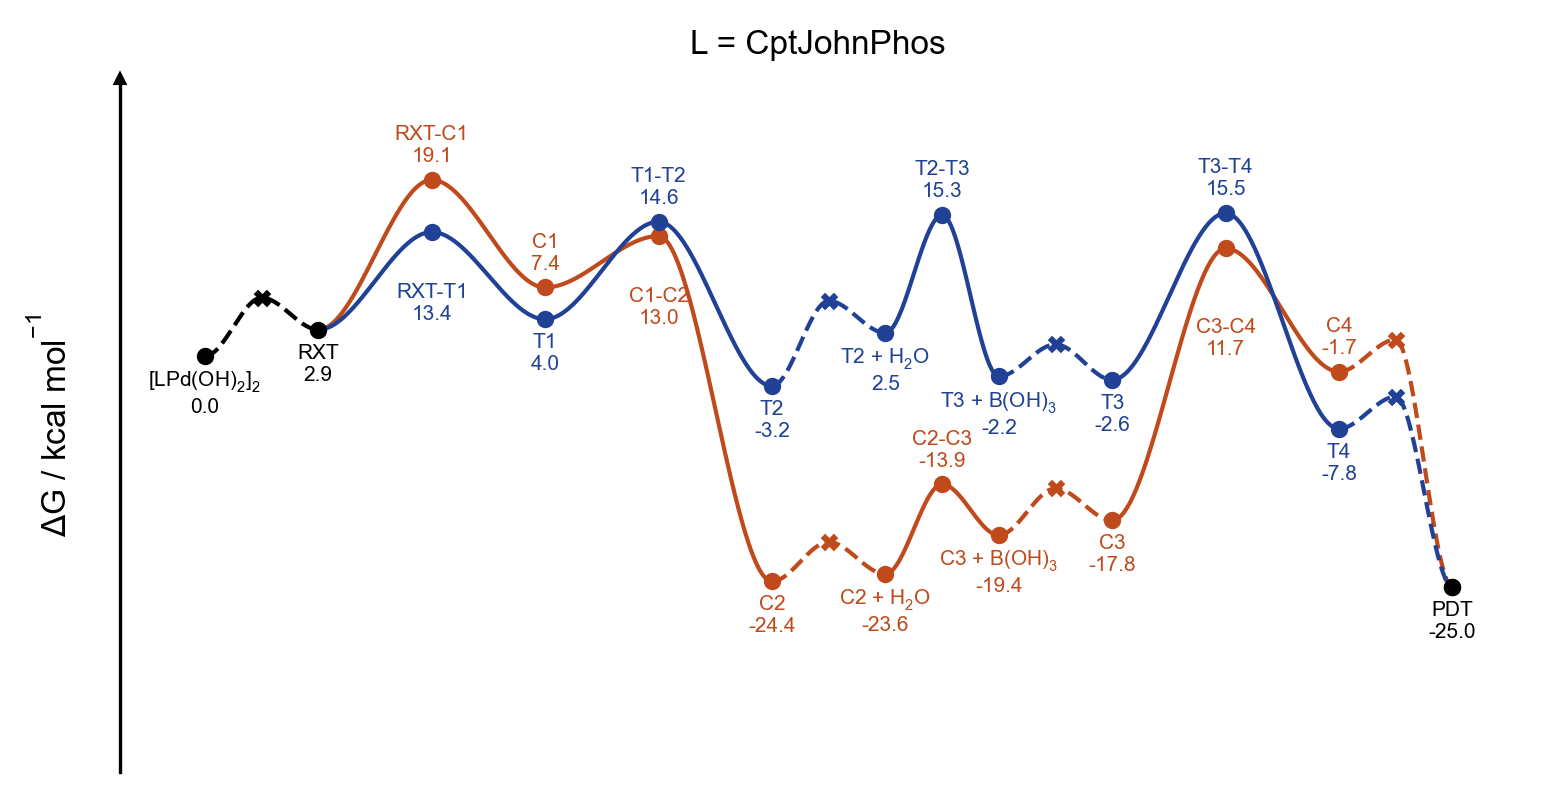 L = CptJohnPhos
ΔG / kcal mol⁻¹
[LPd(OH)₂]₂
0.0
RXT
2.9
RXT-C1
19.1
RXT-T1
13.4
C1
7.4
T1
4.0
T1-T2
14.6
C1-C2
13.0
T2
-3.2
C2
-24.4
T2 + H₂O
2.5
C2 + H₂O
-23.6
T2-T3
15.3
C2-C3
-13.9
T3 + B(OH)₃
-2.2
C3 + B(OH)₃
-19.4
T3
-2.6
C3
-17.8
T3-T4
15.5
C3-C4
11.7
C4
-1.7
T4
-7.8
PDT
-25.0